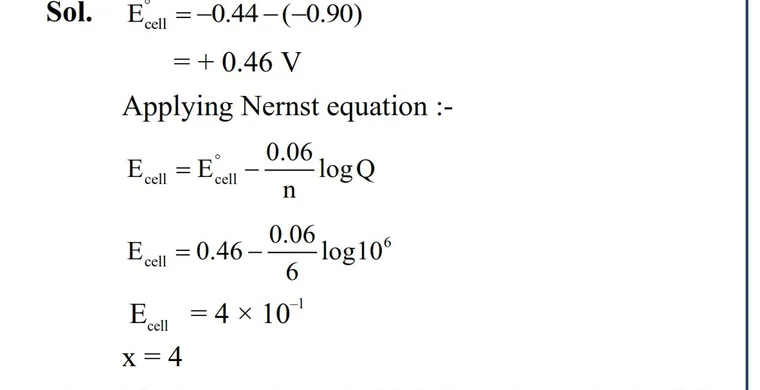 Sol. E°cell = –0.44 – (–0.90)
= + 0.46 V
Applying Nernst equation :-
Ecell = E°cell – 0.06/n log Q
Ecell = 0.46 – 0.06/6 log10⁶
Ecell = 4 × 10⁻¹
x = 4